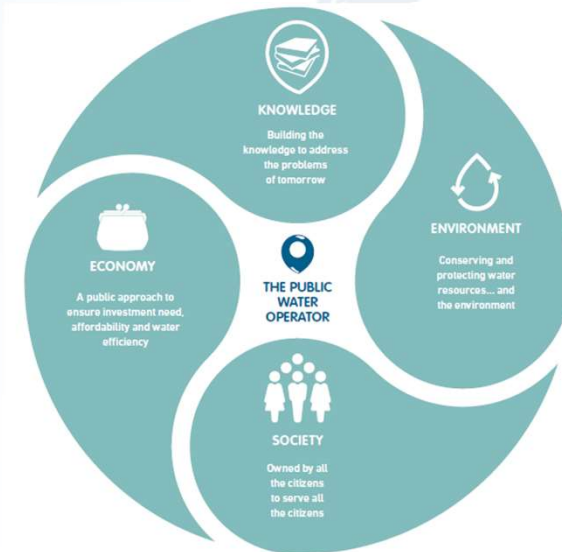 KNOWLEDGE
Building the
knowledge to address
the problems
of tomorrow
ENVIRONMENT
Conserving and
protecting water
resources... and
the environment
ECONOMY
A public approach to
ensure investment need,
affordability and water
efficiency
THE PUBLIC
WATER
OPERATOR
SOCIETY
Owned by all
the citizens
to serve all
the citizens